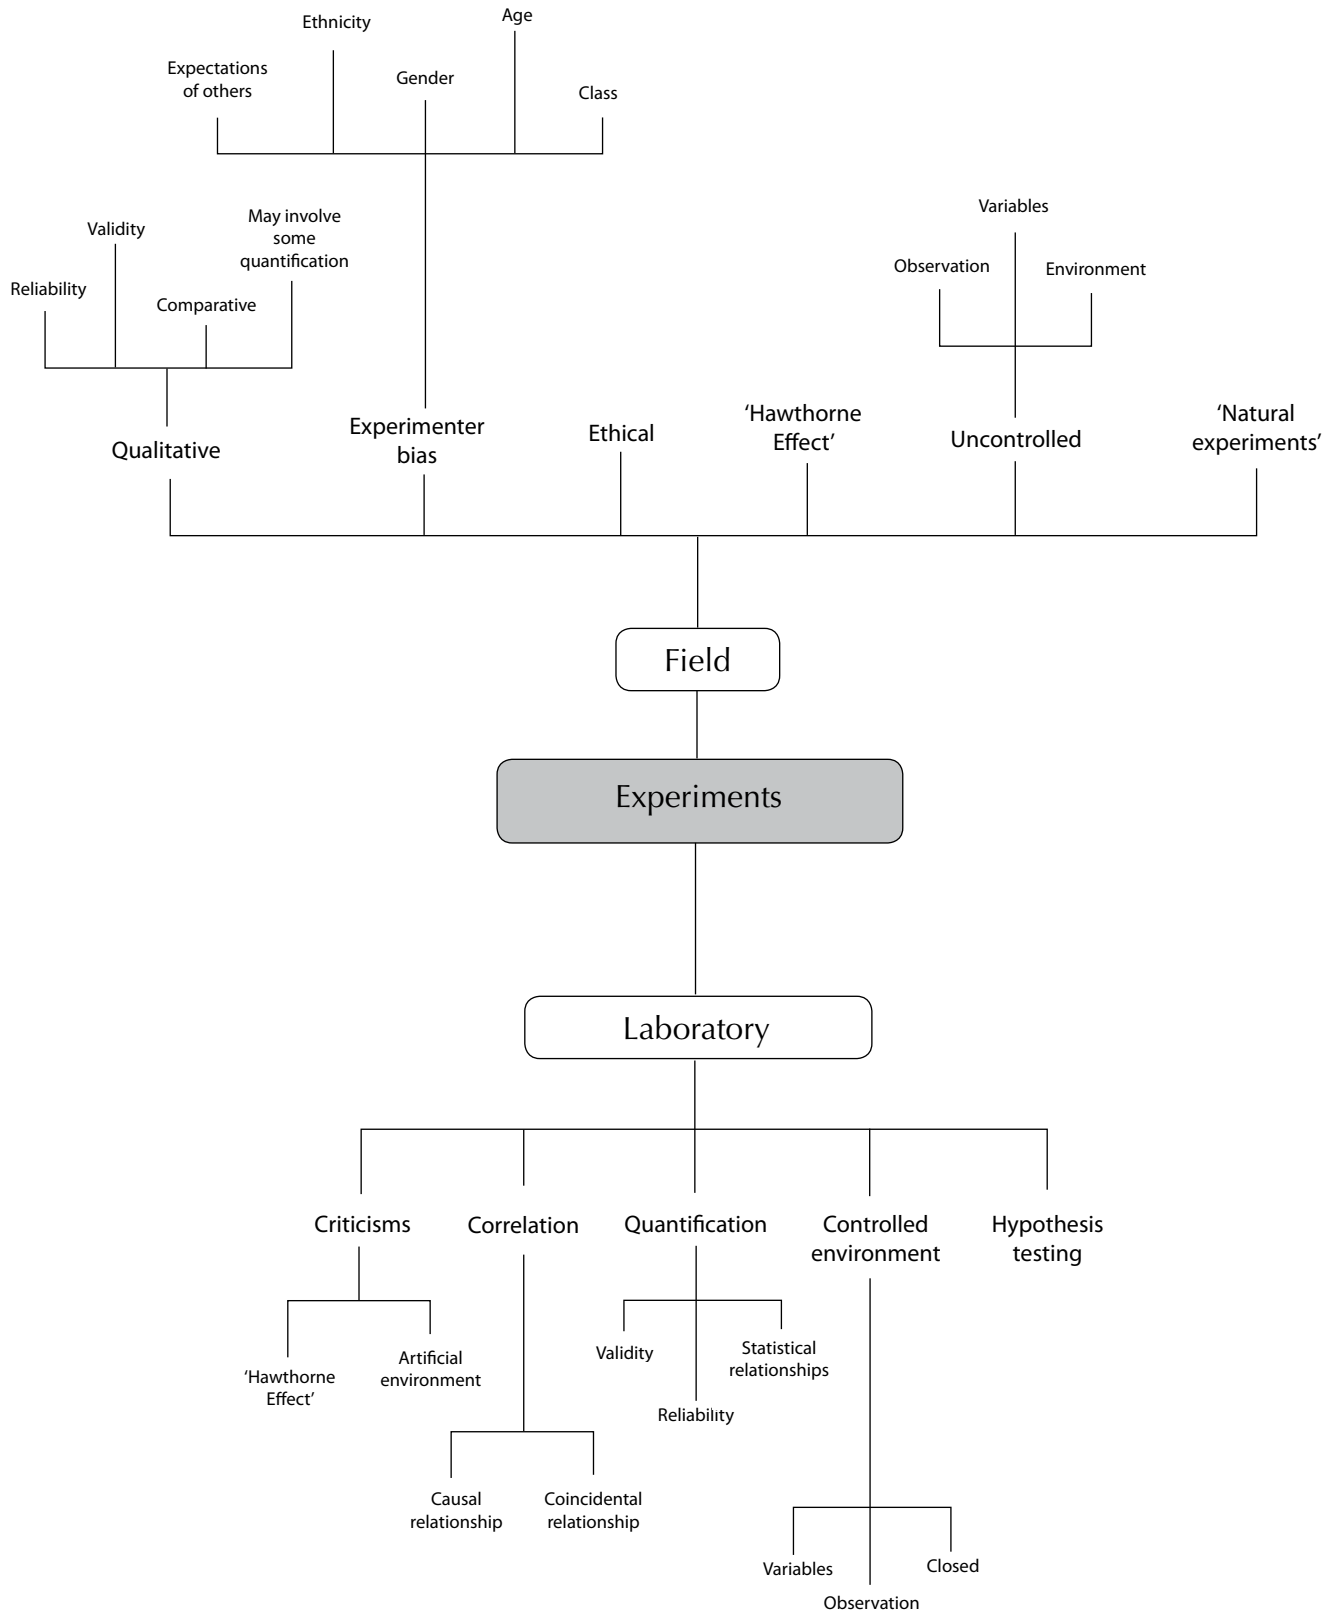 Ethnicity
Age
Expectations
of others
Gender
Class
Validity
May involve
some
quantification
Reliability
Comparative
Variables
Observation
Environment
Qualitative
Experimenter
bias
Ethical
‘Hawthorne
Effect’
Uncontrolled
‘Natural
experiments’
Field
Experiments
Laboratory
Criticisms
Correlation
Quantification
Controlled
environment
Hypothesis
testing
‘Hawthorne
Effect’
Artificial
environment
Validity
Statistical
relationships
Reliability
Causal
relationship
Coincidental
relationship
Variables
Closed
Observation